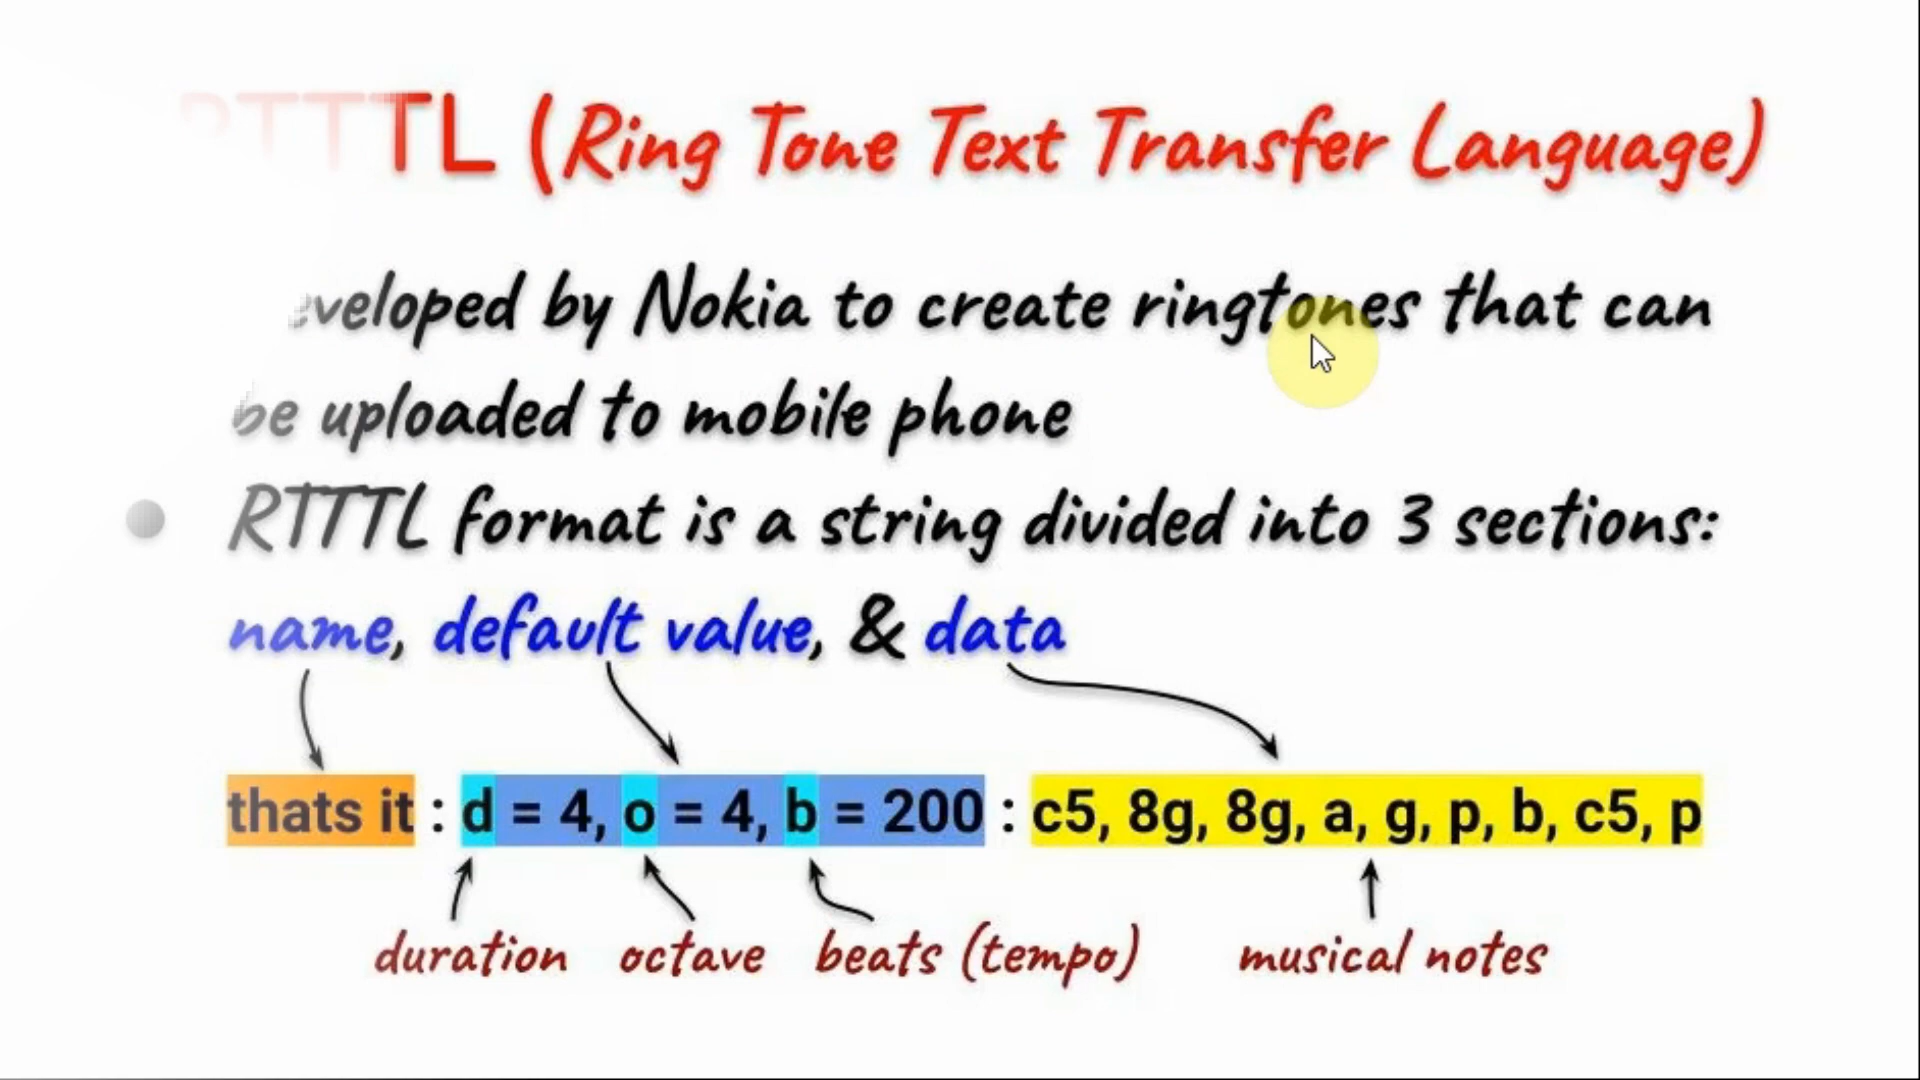 RTTTL (Ring Tone Text Transfer Language)
eveloped by Nokia to create ringtones that can
be uploaded to mobile phone
RTTTL format is a string divided into 3 sections:
name, default value, & data
thats it : d = 4, o = 4, b = 200 : c5, 8g, 8g, a, g, p, b, c5, p
duration octave beats (tempo) musical notes